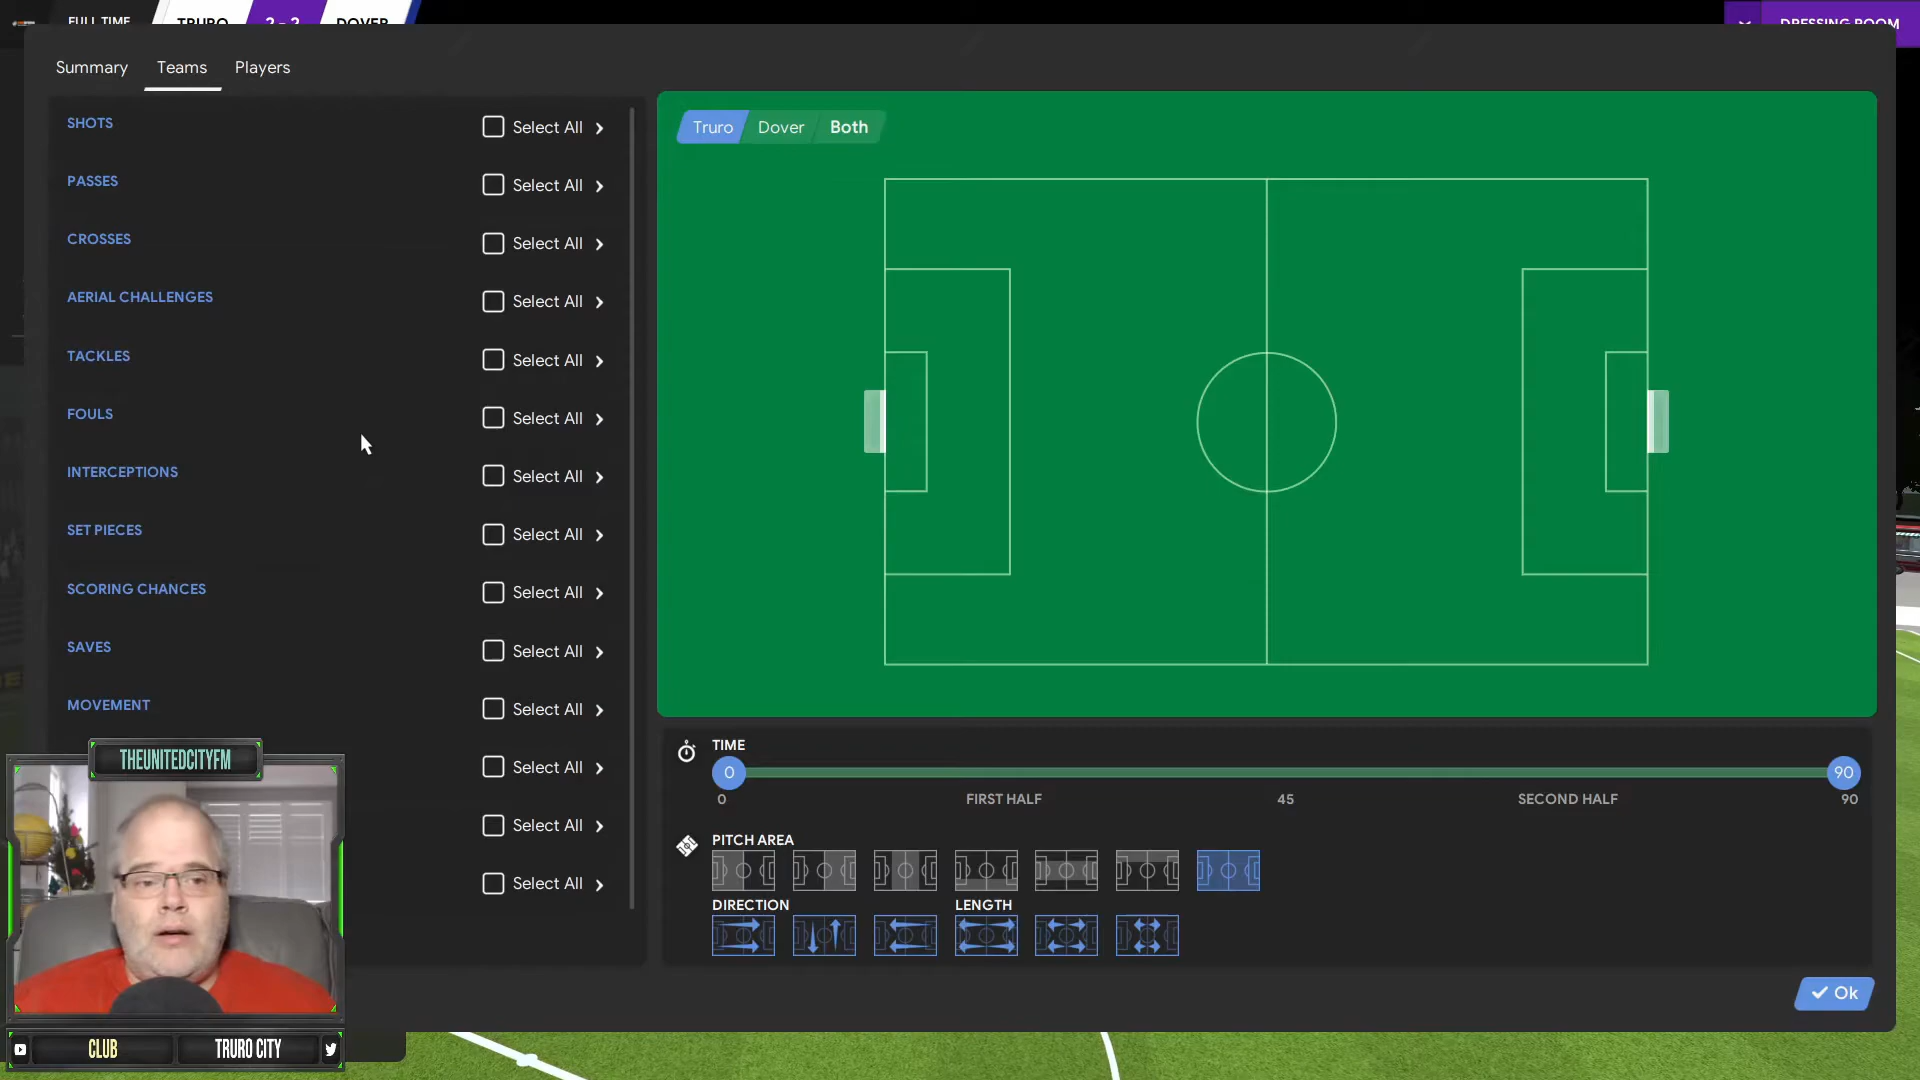 FULL TIME TRURO 2 - 2 DOVER
DRESSING ROOM
Summary Teams Players
SHOTS Select All
PASSES Select All
CROSSES Select All
AERIAL CHALLENGES Select All
TACKLES Select All
FOULS Select All
INTERCEPTIONS Select All
SET PIECES Select All
SCORING CHANCES Select All
SAVES Select All
MOVEMENT Select All
Select All
Select All
Select All
Truro Dover Both
TIME
0 90
0 FIRST HALF 45 SECOND HALF 90
PITCH AREA
DIRECTION LENGTH
Ok
THEUNITEDCITYFM
CLUB TRURO CITY